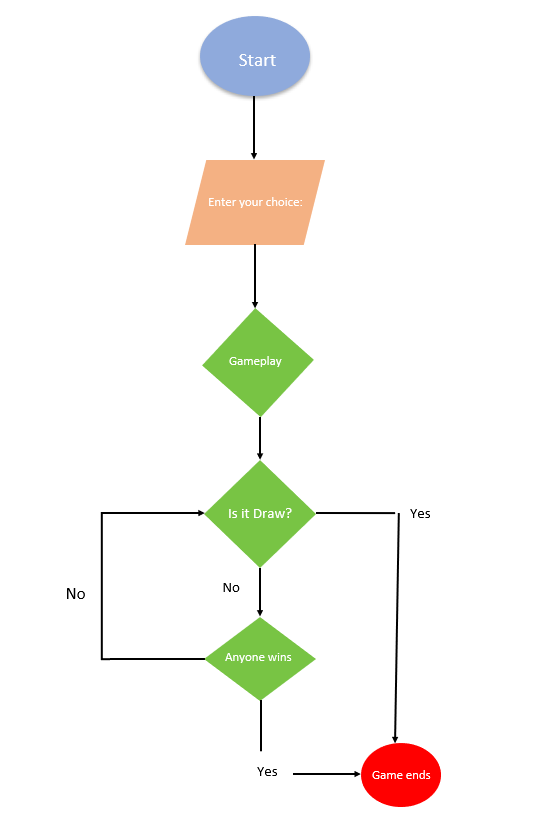 Start
Enter your choice:
Gameplay
Is it Draw?
Yes
No
No
Anyone wins
Yes
Game ends